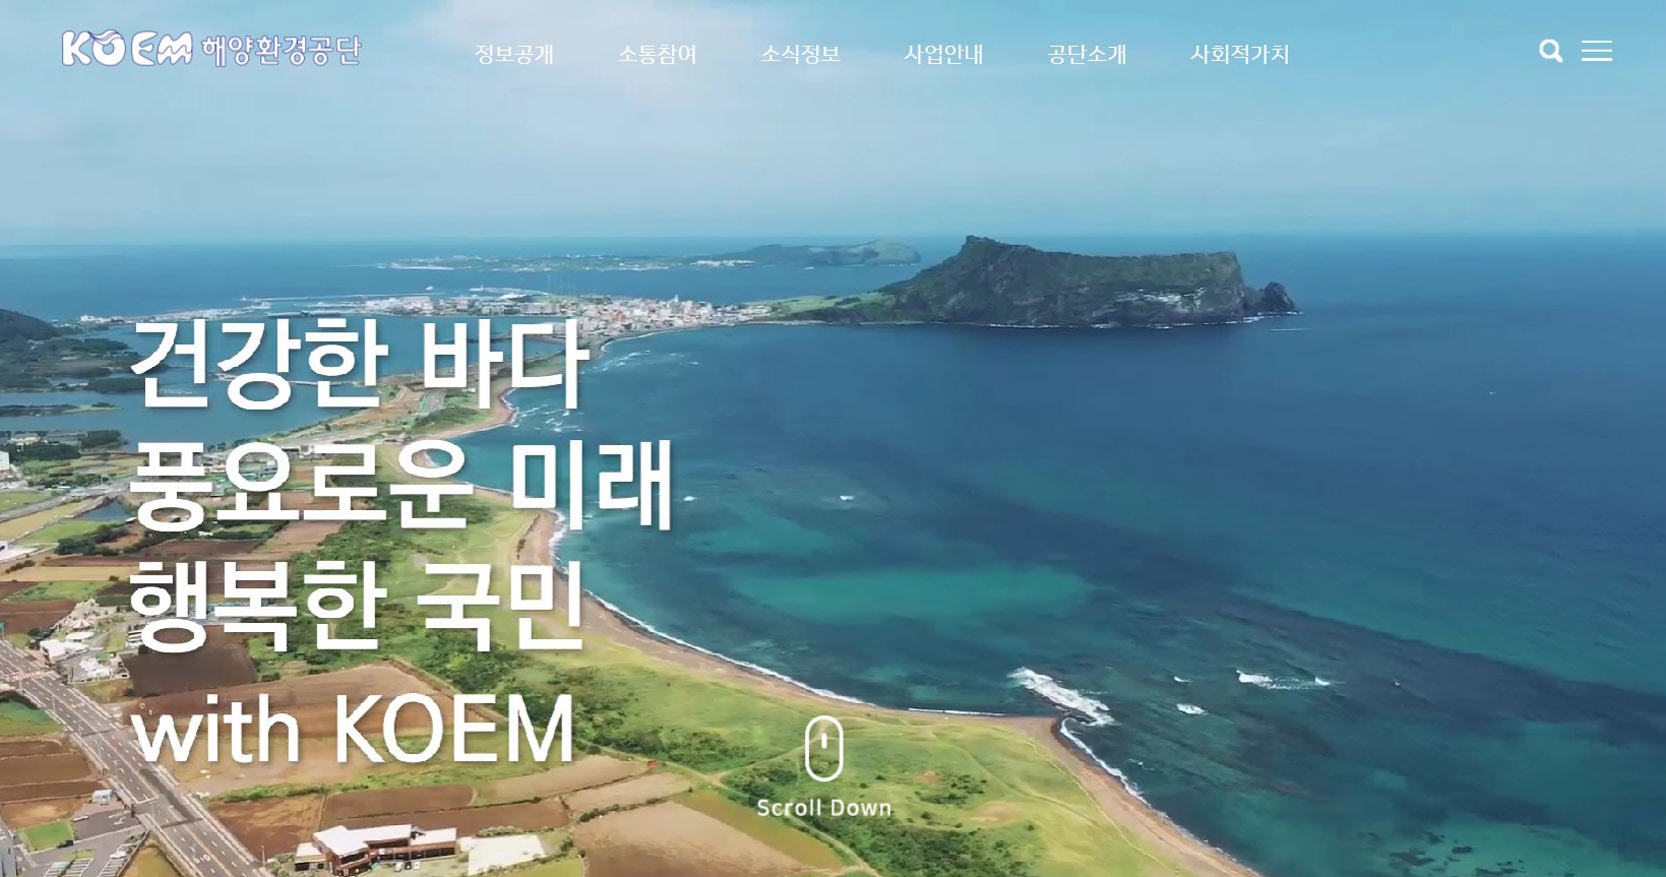 KOEM 해양환경공단
정보공개 소통참여 소식정보 사업안내 공단소개 사회적가치
건강한 바다
풍요로운 미래
행복한 국민
with KOEM
Scroll Down